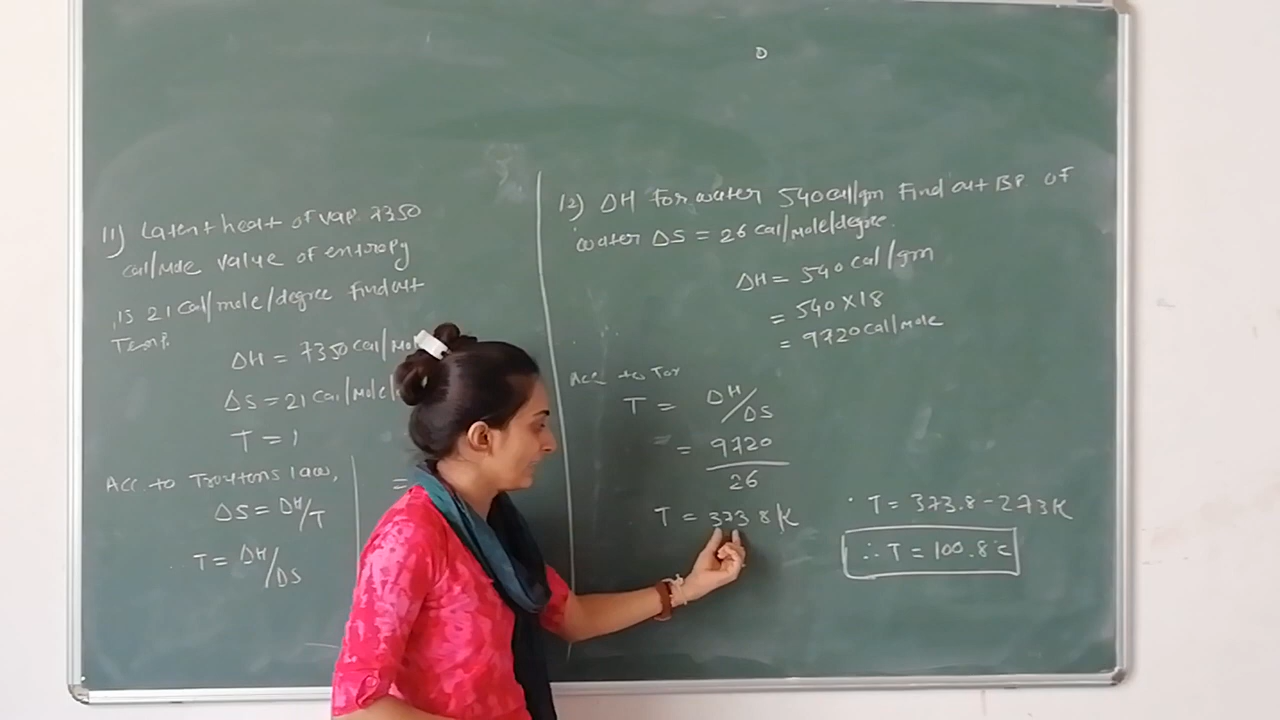 11) Latent heat of vap. 7350
cal/mole value of entropy
is 21 cal/mole/degree find out
Temp.
ΔH = 7350 cal/mol
ΔS = 21 cal/mole/
T = 1
Acc. to Troutons law,
ΔS = ΔH/T
T = ΔH/ΔS
=
12) ΔH for water 540 cal/gm find out BP. of
water ΔS = 26 cal/mole/degree.
ΔH = 540 cal/gm
= 540 × 18
= 9720 cal/mole
Acc to
T = ΔH/ΔS
= 9720
26
T = 373.8 K
T = 373.8 - 273 K
∴ T = 100.8°C